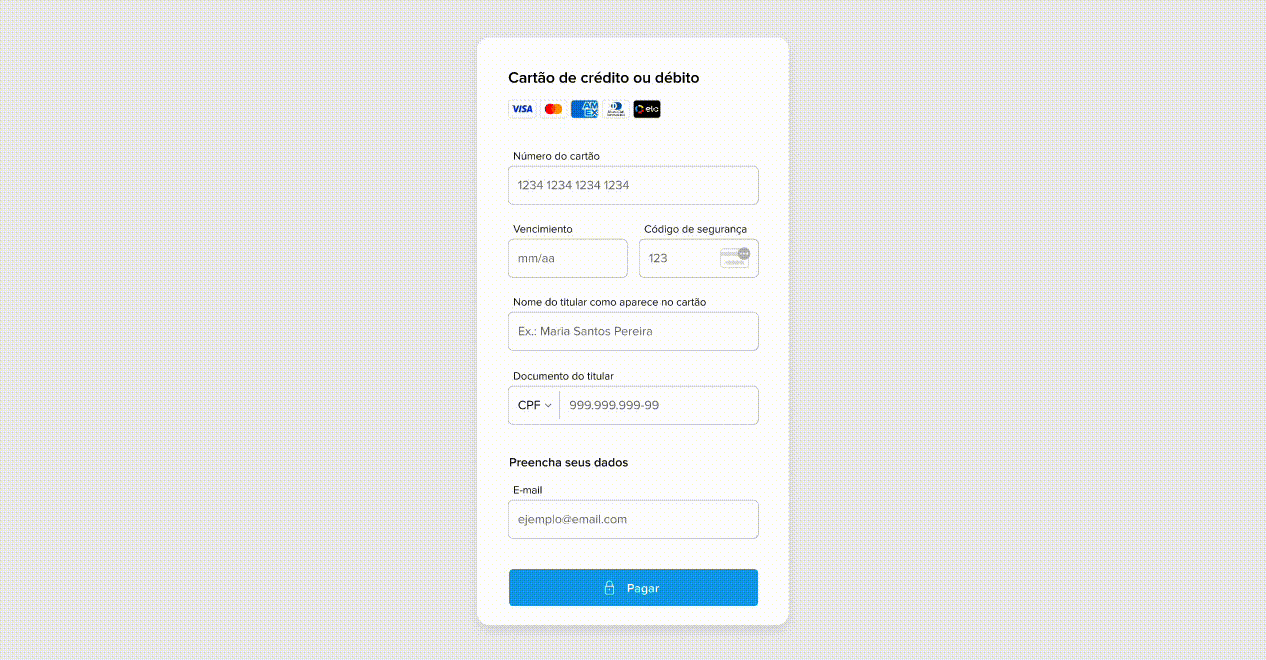 Cartão de crédito ou débito
VISA AM EX elo
Número do cartão
1234 1234 1234 1234
Vencimiento Código de segurança
mm/aa 123
Nome do titular como aparece no cartão
Ex.: Maria Santos Pereira
Documento do titular
CPF 999.999.999-99
Preencha seus dados
E-mail
ejemplo@email.com
Pagar